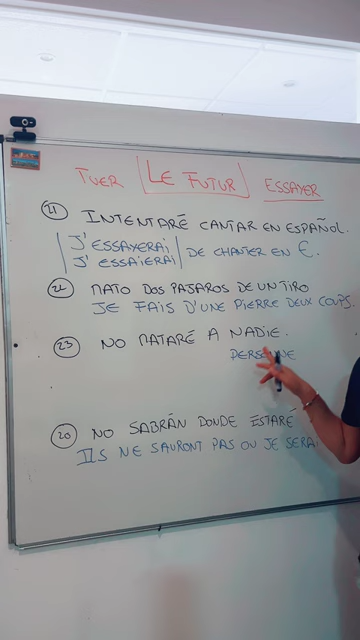 TUER LE FUTUR ESSAYER
21 INTENTARÉ CANTAR EN ESPAÑOL.
J'ESSAYERAI
J'ESSAIERAI DE CHANTER EN E.
22 MATO DOS PAJAROS DE UN TIRO
JE FAIS D'UNE PIERRE DEUX COUPS.
23 NO MATARÉ A NADIE.
PERSONNE
20 NO SABRÁN DONDE ESTARÉ
ILS NE SAURONT PAS OU JE SERAI